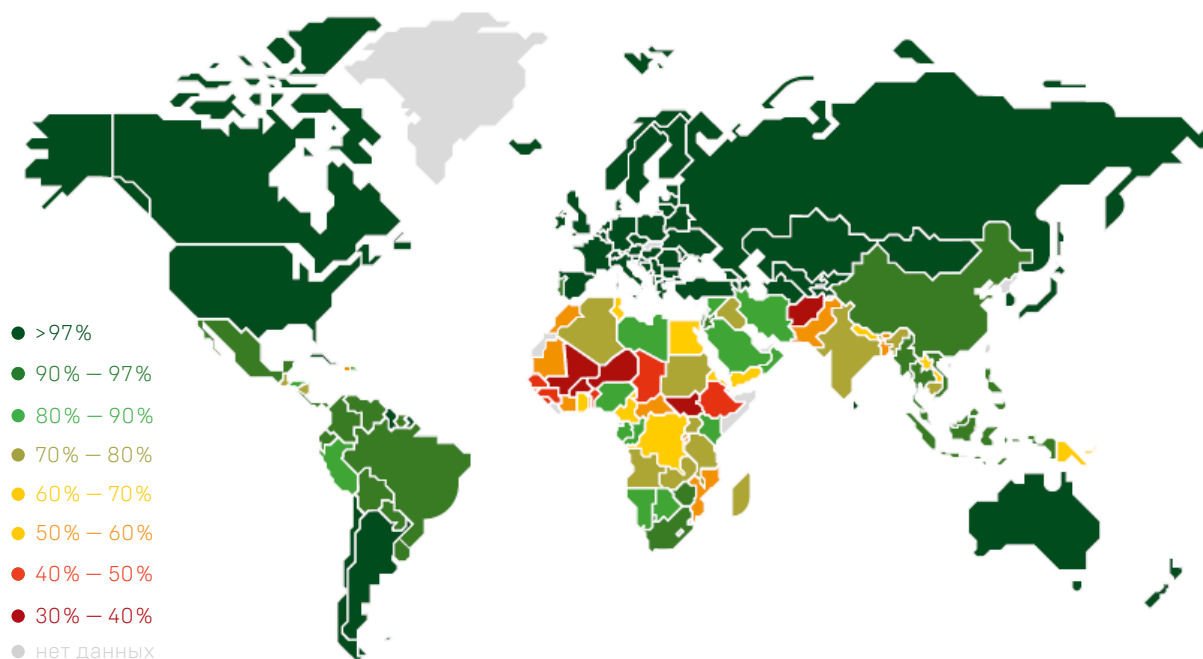 >97%
90% — 97%
80% — 90%
70% — 80%
60% — 70%
50% — 60%
40% — 50%
30% — 40%
нет данных